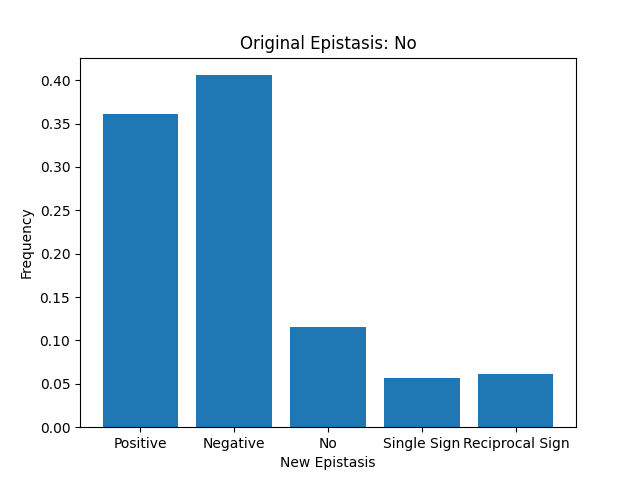 Original Epistasis: No
0.40
0.35
0.30
0.25
0.20
0.15
0.10
0.05
0.00
Frequency
Positive Negative No Single Sign Reciprocal Sign
New Epistasis